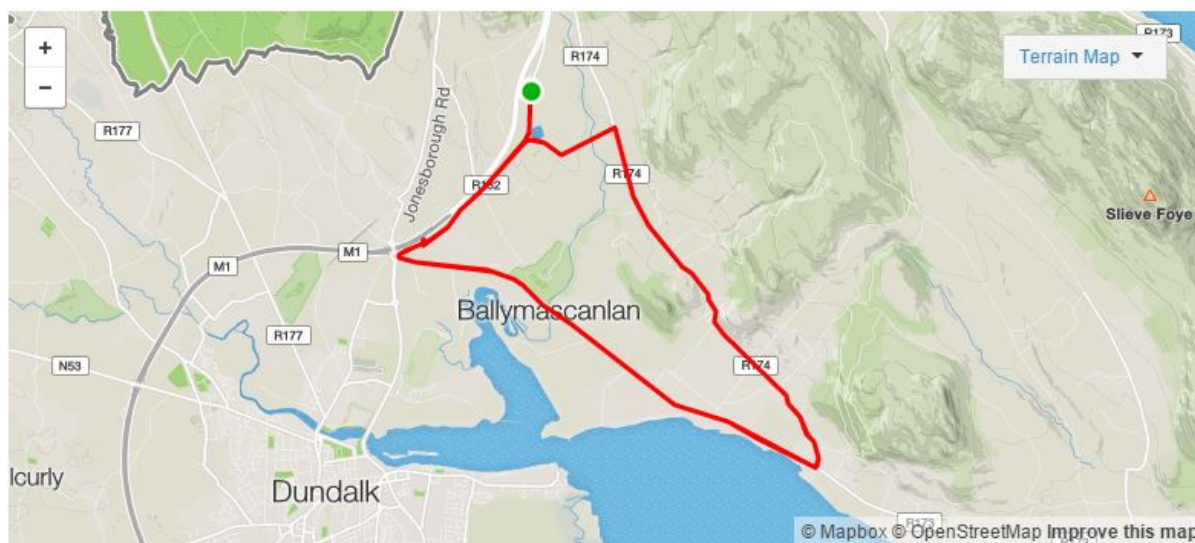 +
−
R173
Terrain Map
R174
R177
Jonesborough Rd
R132
R174
Slieve Foye
M1
M1
Ballymascanlan
R177
N53
R174
lcurly
Dundalk
R173
© Mapbox © OpenStreetMap Improve this map